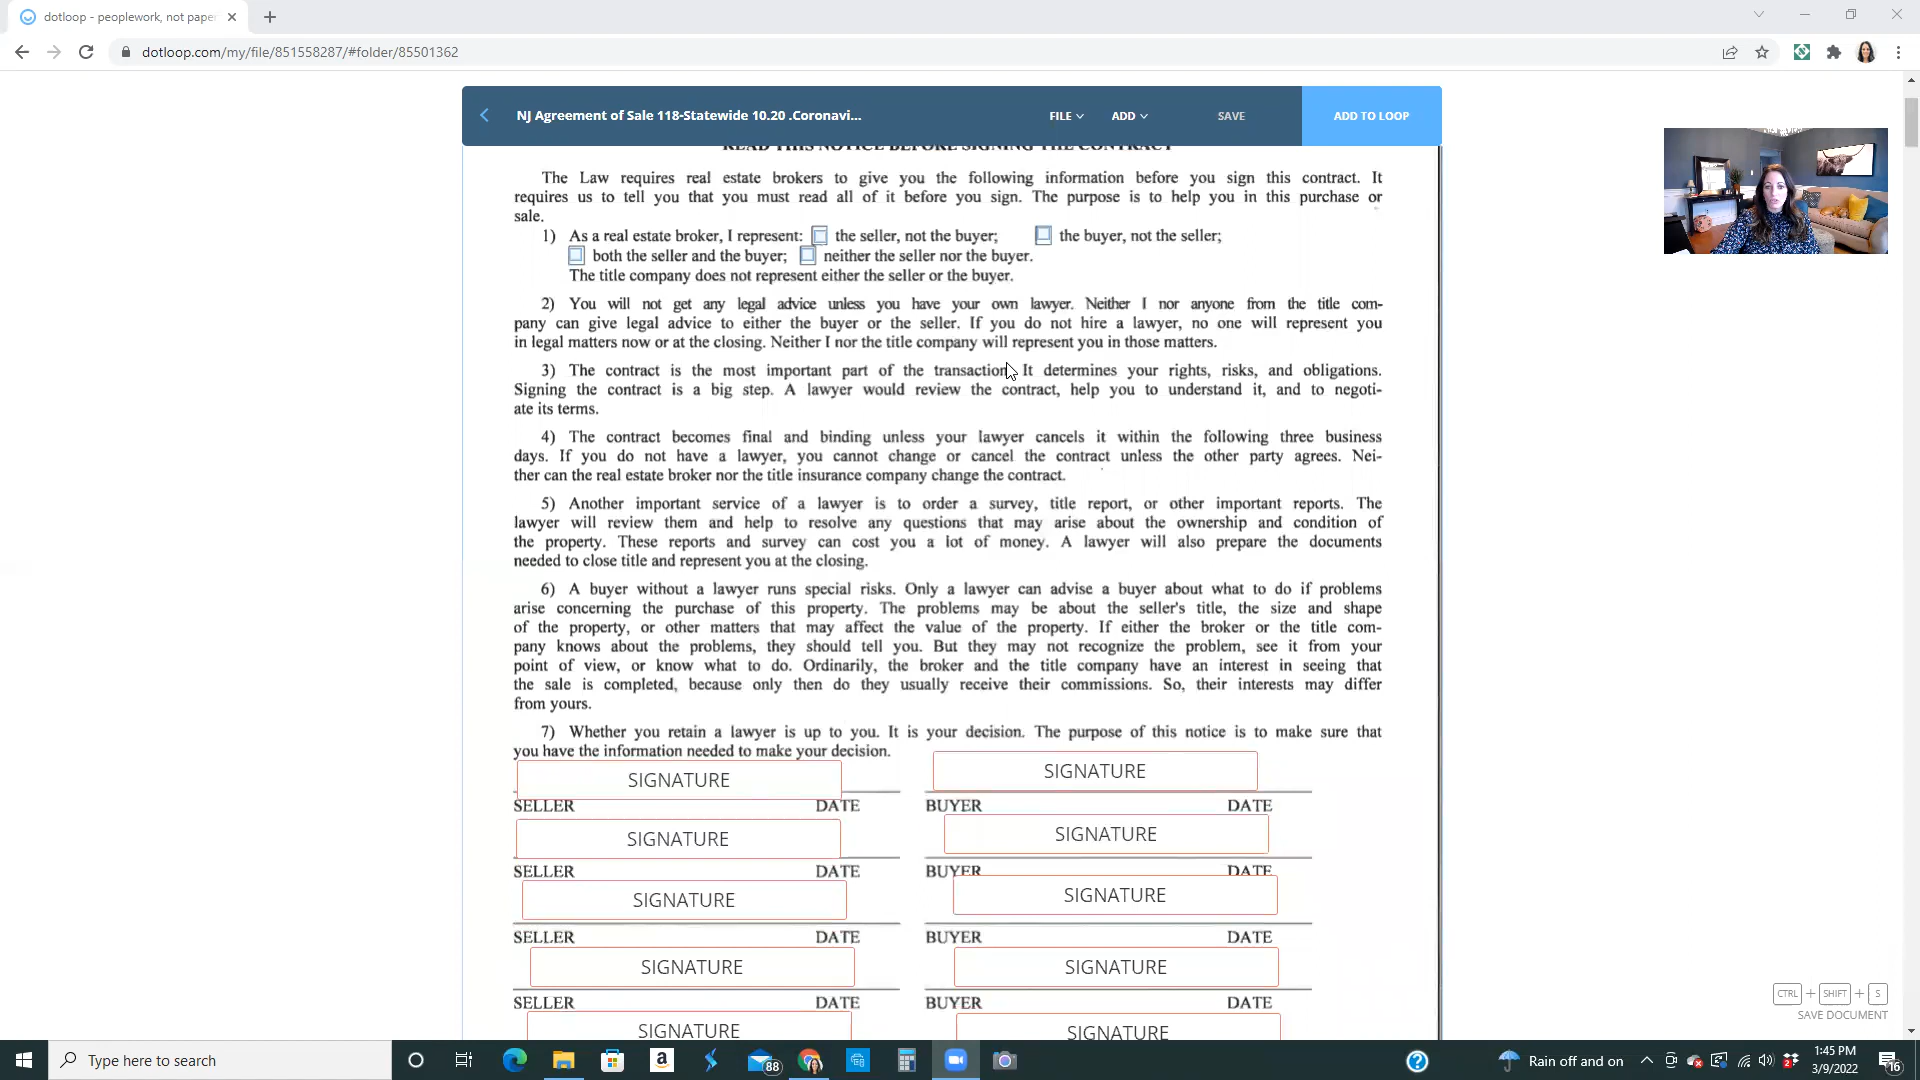 dotloop - peoplework, not pape
dotloop.com/my/file/851558287/#folder/85501362
NJ Agreement of Sale 118-Statewide 10.20 .Coronavi...
FILE
ADD
SAVE
ADD TO LOOP
READ THIS NOTICE BEFORE SIGNING THE CONTRACT
The Law requires real estate brokers to give you the following information before you sign this contract. It
requires us to tell you that you must read all of it before you sign. The purpose is to help you in this purchase or
sale.
1) As a real estate broker, I represent: the seller, not the buyer; the buyer, not the seller;
both the seller and the buyer; neither the seller nor the buyer.
The title company does not represent either the seller or the buyer.
2) You will not get any legal advice unless you have your own lawyer. Neither I nor anyone from the title com-
pany can give legal advice to either the buyer or the seller. If you do not hire a lawyer, no one will represent you
in legal matters now or at the closing. Neither I nor the title company will represent you in those matters.
3) The contract is the most important part of the transaction. It determines your rights, risks, and obligations.
Signing the contract is a big step. A lawyer would review the contract, help you to understand it, and to negoti-
ate its terms.
4) The contract becomes final and binding unless your lawyer cancels it within the following three business
days. If you do not have a lawyer, you cannot change or cancel the contract unless the other party agrees. Nei-
ther can the real estate broker nor the title insurance company change the contract.
5) Another important service of a lawyer is to order a survey, title report, or other important reports. The
lawyer will review them and help to resolve any questions that may arise about the ownership and condition of
the property. These reports and survey can cost you a lot of money. A lawyer will also prepare the documents
needed to close title and represent you at the closing.
6) A buyer without a lawyer runs special risks. Only a lawyer can advise a buyer about what to do if problems
arise concerning the purchase of this property. The problems may be about the seller's title, the size and shape
of the property, or other matters that may affect the value of the property. If either the broker or the title com-
pany knows about the problems, they should tell you. But they may not recognize the problem, see it from your
point of view, or know what to do. Ordinarily, the broker and the title company have an interest in seeing that
the sale is completed, because only then do they usually receive their commissions. So, their interests may differ
from yours.
7) Whether you retain a lawyer is up to you. It is your decision. The purpose of this notice is to make sure that
you have the information needed to make your decision.
SIGNATURE SIGNATURE
SELLER DATE BUYER DATE
SIGNATURE SIGNATURE
SELLER DATE BUYER DATE
SIGNATURE SIGNATURE
SELLER DATE BUYER DATE
SIGNATURE SIGNATURE
SELLER DATE BUYER DATE
SIGNATURE SIGNATURE
CTRL + SHIFT + S
SAVE DOCUMENT
Type here to search
88
Rain off and on
2
1:45 PM
3/9/2022
16